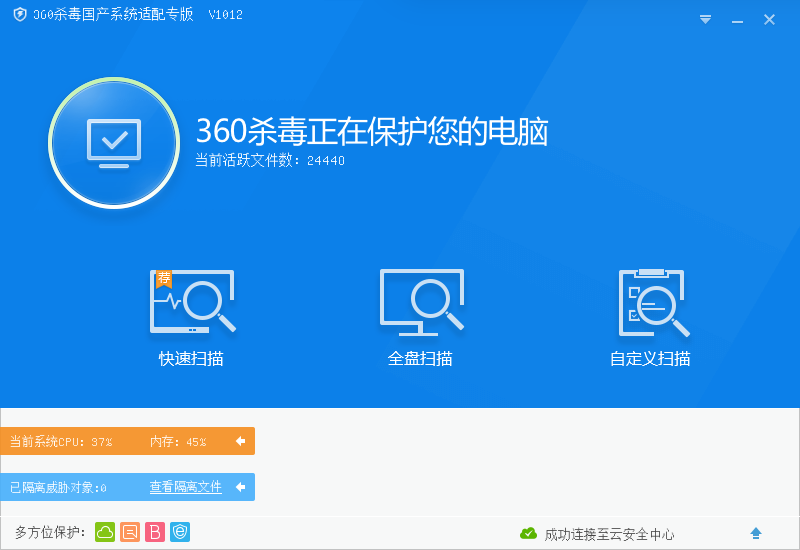 360杀毒国产系统适配专版 V1012
360杀毒正在保护您的电脑
当前活跃文件数: 24440
荐
快速扫描 全盘扫描 自定义扫描
当前系统CPU: 37% 内存: 45%
已隔离威胁对象:0 查看隔离文件
多方位保护: B 成功连接至云安全中心